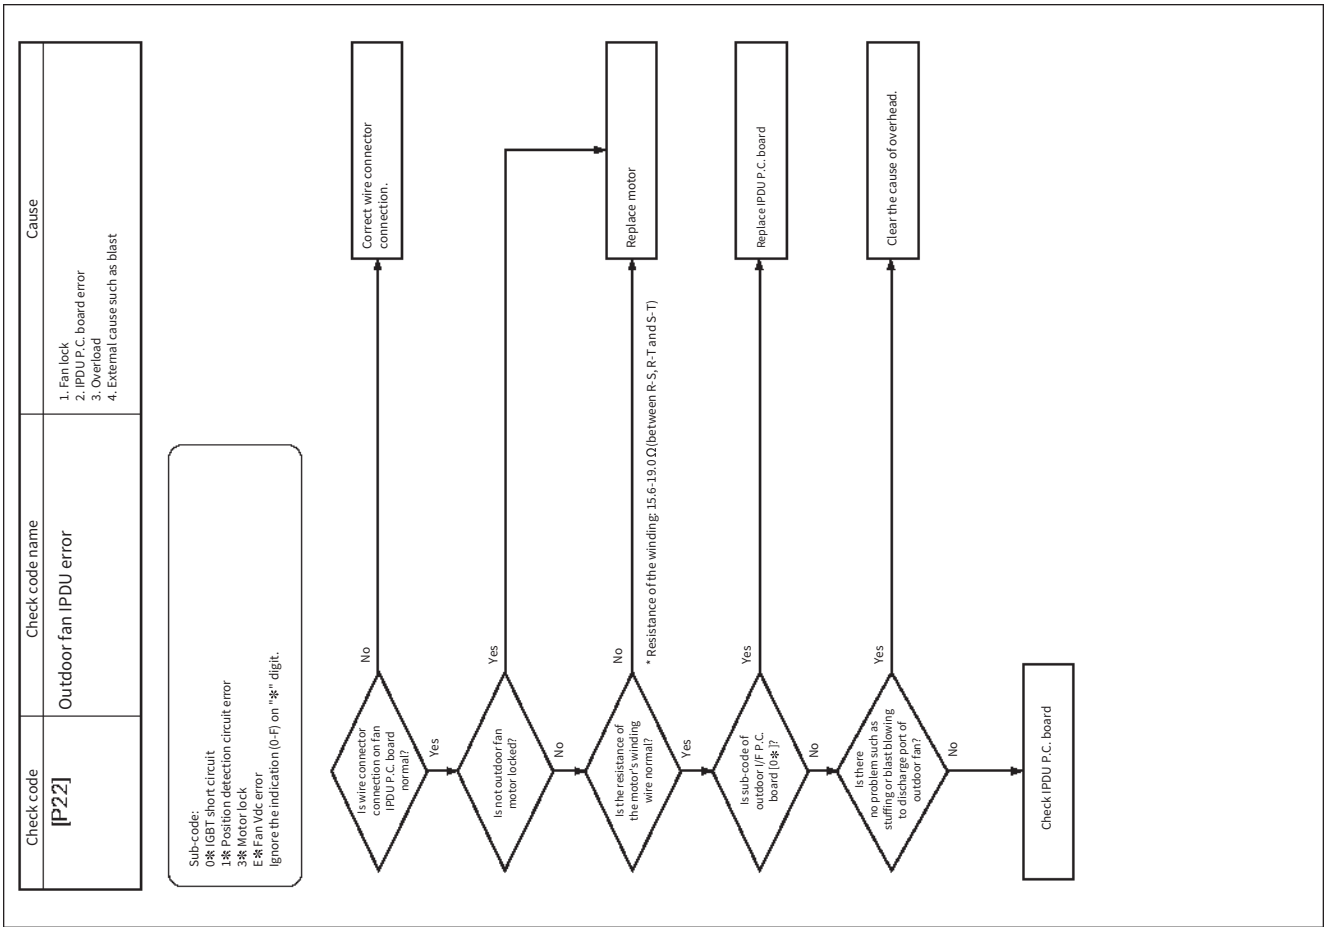 Check code
Check code name
Cause
[P22]
Outdoor fan IPDU error
1. Fan lock
2. IPDU P.C. board error
3. Overload
4. External cause such as blast
Sub-code:
0✻ IGBT short circuit
1✻ Position detection circuit error
3✻ Motor lock
E✻ Fan Vdc error
Ignore the indication (0-F) on "✻" digit.
Is wire connector
connection on fan
IPDU P.C. board
normal?
No
Correct wire connector
connection.
Yes
Is not outdoor fan
motor locked?
Yes
No
Is the resistance of
the motor's winding
wire normal?
No
Replace motor
* Resistance of the winding: 15.6-19.0 Ω(between R-S, R-T and S-T)
Yes
Is sub-code of
outdoor I/F P.C.
board [0✻ ]?
Yes
Replace IPDU P.C. board
No
Is there
no problem such as
stuffing or blast blowing
to discharge port of
outdoor fan?
Yes
Clear the cause of overhead.
No
Check IPDU P.C. board